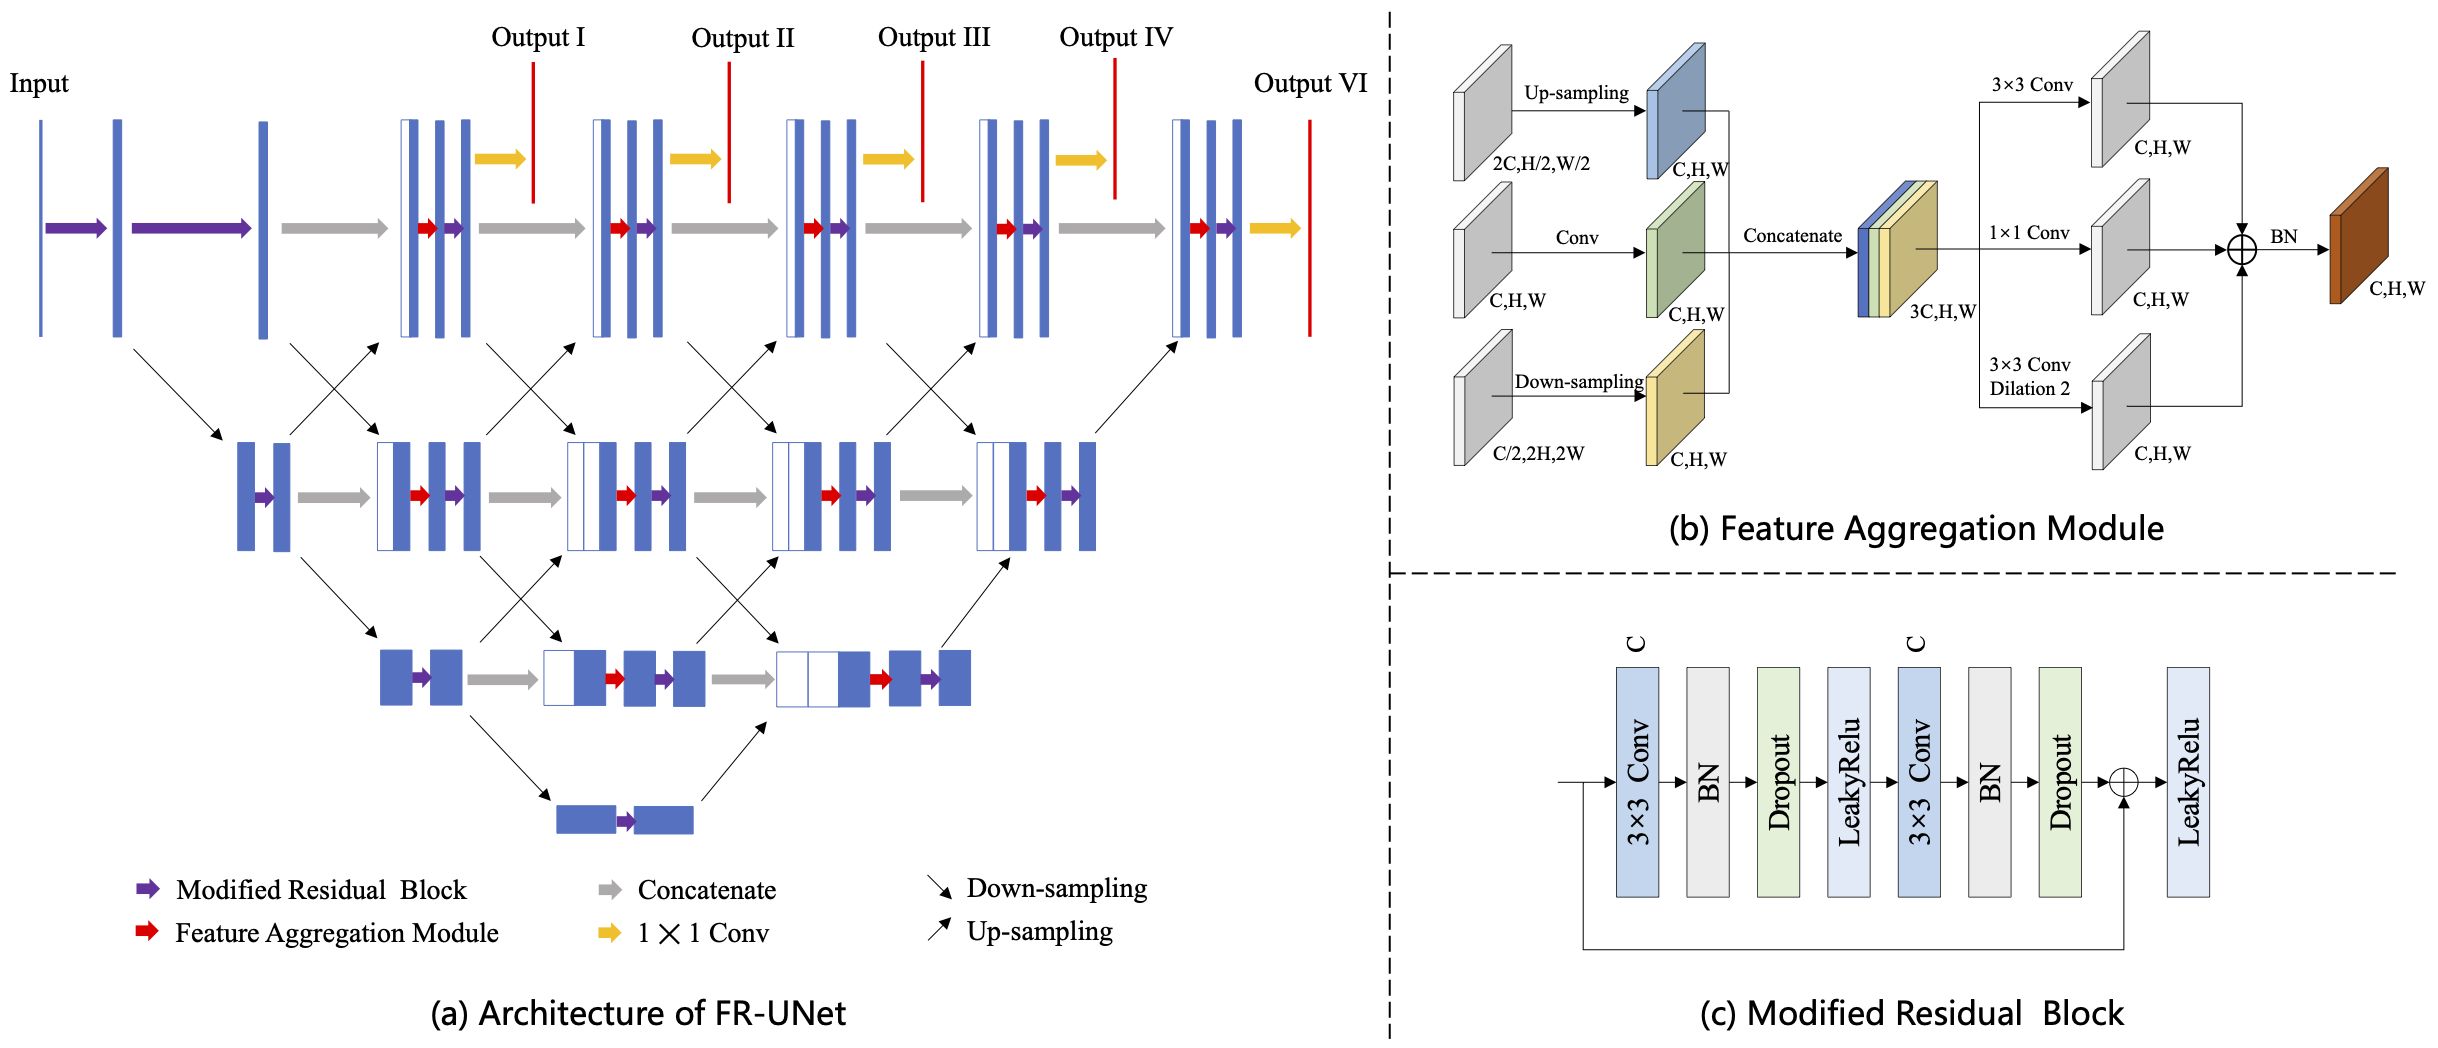 Input
Output I
Output II
Output III
Output IV
Output VI
Modified Residual Block
Feature Aggregation Module
Concatenate
1 × 1 Conv
Down-sampling
Up-sampling
(a) Architecture of FR-UNet
2C,H/2,W/2
Up-sampling
C,H,W
C,H,W
Conv
C,H,W
C/2,2H,2W
Down-sampling
C,H,W
Concatenate
3C,H,W
3×3 Conv
C,H,W
1×1 Conv
C,H,W
3×3 Conv
Dilation 2
C,H,W
BN
C,H,W
(b) Feature Aggregation Module
C
3×3 Conv
BN
Dropout
LeakyRelu
C
3×3 Conv
BN
Dropout
LeakyRelu
(c) Modified Residual Block